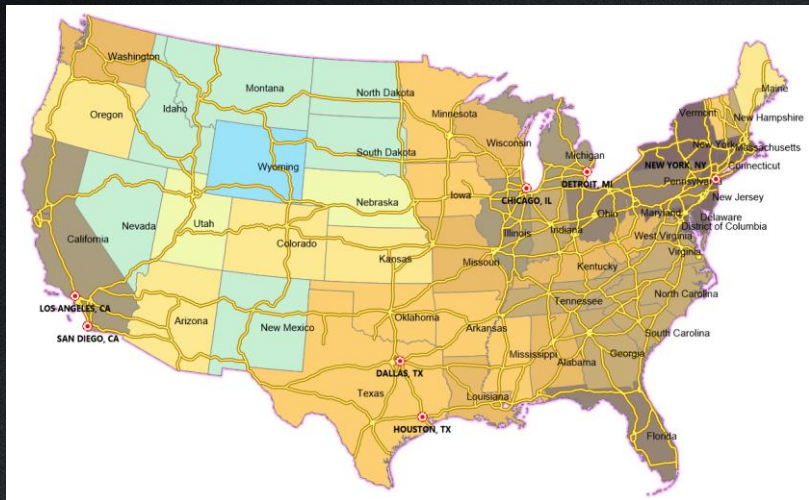 Washington
Maine
Montana
North Dakota
Minnesota
Vermont
New Hampshire
Oregon
Idaho
Wisconsin
Michigan
New York
Massachusetts
South Dakota
Wyoming
NEW YORK, NY
Connecticut
DETROIT, MI
Pennsylvan
CHICAGO, IL
Iowa
New Jersey
Nebraska
Ohio
Maryland
Delaware
Nevada
Utah
Illinois
Indiana
District of Columbia
California
Colorado
West Virginia
Kansas
Missouri
Virginia
Kentucky
North Carolina
LOS ANGELES, CA
Tennessee
Arizona
Oklahoma
New Mexico
Arkansas
South Carolina
SAN DIEGO, CA
Mississippi
Alabama
Georgia
DALLAS, TX
Texas
Louisiana
HOUSTON, TX
Florida